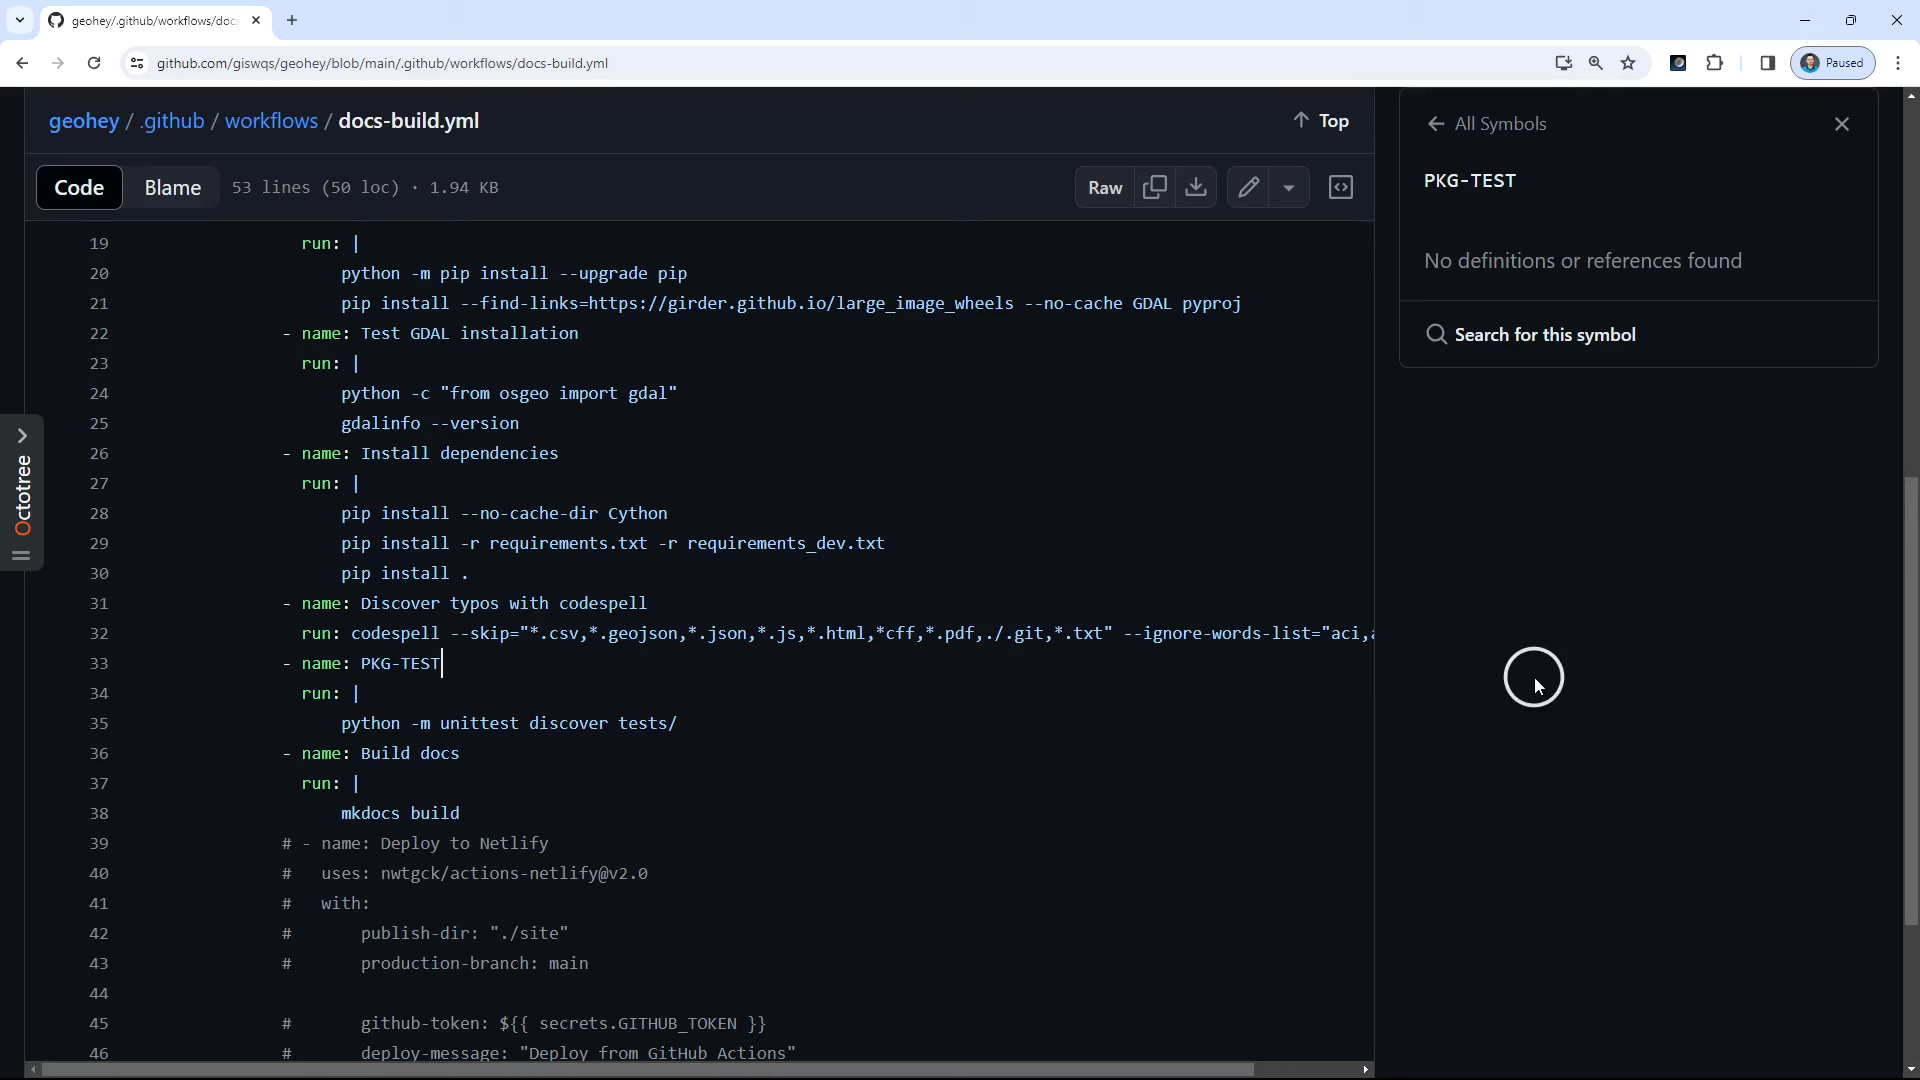 geohey/.github/workflows/doc
github.com/giswqs/geohey/blob/main/.github/workflows/docs-build.yml
Paused
geohey / .github / workflows / docs-build.yml
Top
Code
Blame
53 lines (50 loc) · 1.94 KB
Raw
19 run: |
20 python -m pip install --upgrade pip
21 pip install --find-links=https://girder.github.io/large_image_wheels --no-cache GDAL pyproj
22 - name: Test GDAL installation
23 run: |
24 python -c "from osgeo import gdal"
25 gdalinfo --version
26 - name: Install dependencies
27 run: |
28 pip install --no-cache-dir Cython
29 pip install -r requirements.txt -r requirements_dev.txt
30 pip install .
31 - name: Discover typos with codespell
32 run: codespell --skip="*.csv,*.geojson,*.json,*.js,*.html,*cff,*.pdf,./.git,*.txt" --ignore-words-list="aci,
33 - name: PKG-TEST
34 run: |
35 python -m unittest discover tests/
36 - name: Build docs
37 run: |
38 mkdocs build
39 # - name: Deploy to Netlify
40 # uses: nwtgck/actions-netlify@v2.0
41 # with:
42 # publish-dir: "./site"
43 # production-branch: main
44
45 # github-token: ${{ secrets.GITHUB_TOKEN }}
46 # deploy-message: "Deploy from GitHub Actions"
Octotree
All Symbols
PKG-TEST
No definitions or references found
Search for this symbol